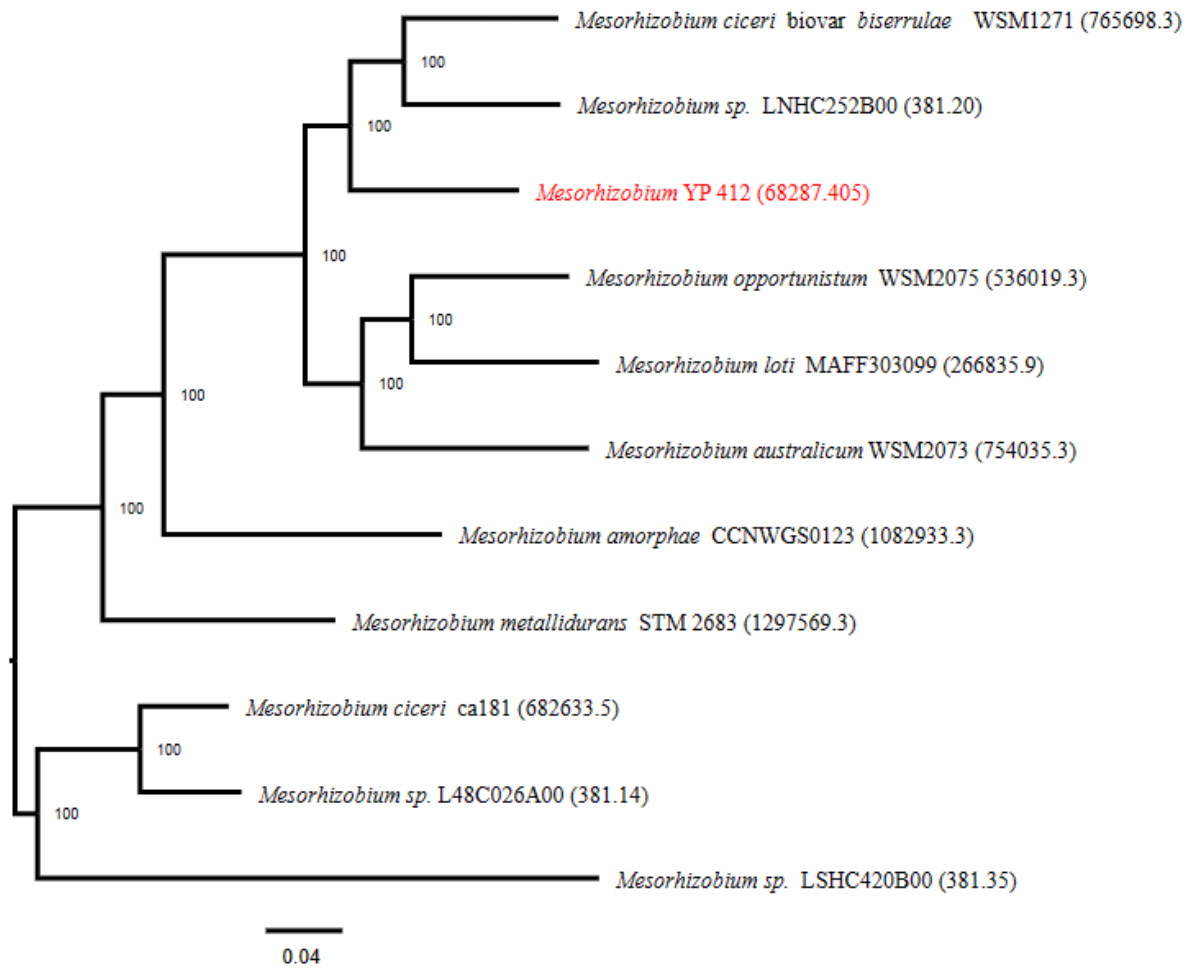 Mesorhizobium ciceri biovar biserrulae WSM1271 (765698.3)
100
Mesorhizobium sp. LNHC252B00 (381.20)
100
Mesorhizobium YP 412 (68287.405)
100
Mesorhizobium opportunistum WSM2075 (536019.3)
100
Mesorhizobium loti MAFF303099 (266835.9)
100
100
Mesorhizobium australicum WSM2073 (754035.3)
100
Mesorhizobium amorphae CCNWGS0123 (1082933.3)
Mesorhizobium metallidurans STM 2683 (1297569.3)
Mesorhizobium ciceri ca181 (682633.5)
100
Mesorhizobium sp. L48C026A00 (381.14)
100
Mesorhizobium sp. LSHC420B00 (381.35)
0.04